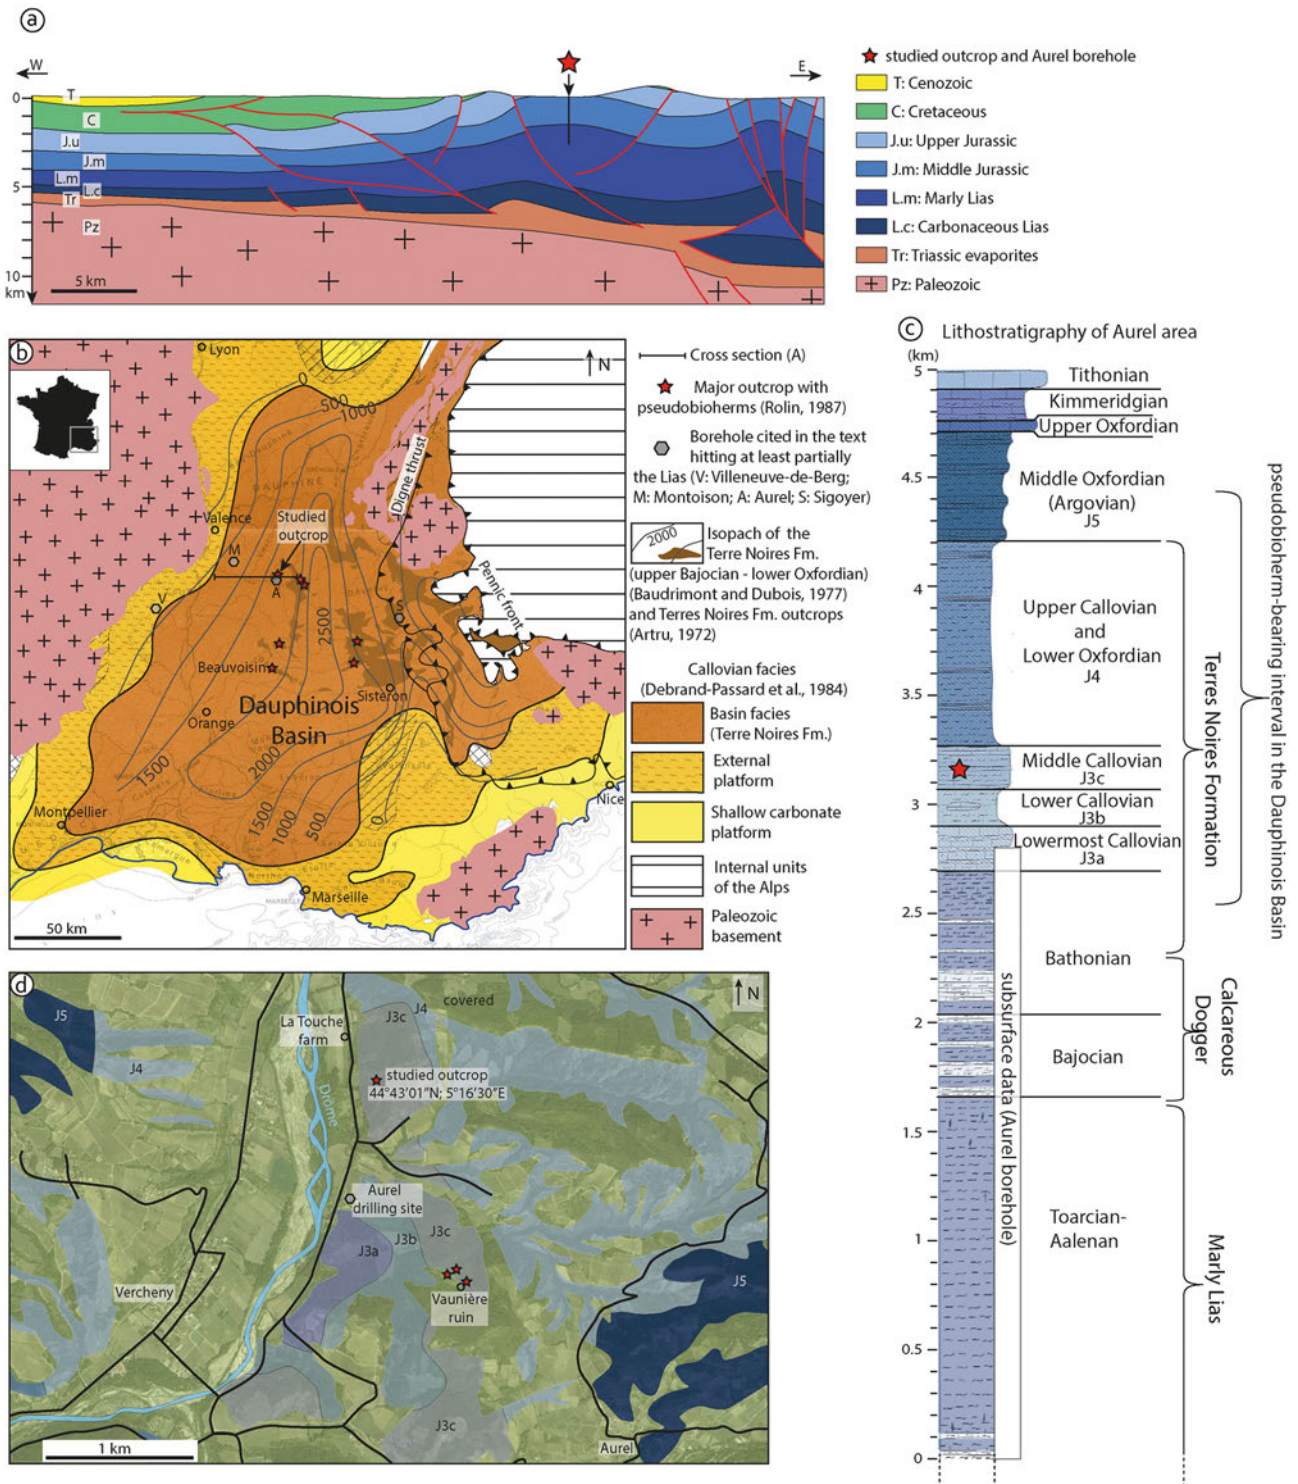 a
W
E
T
C
J.u
J.m
L.m
L.c
Tr
Pz
0
5
10
km
5 km
studied outcrop and Aurel borehole
T: Cenozoic
C: Cretaceous
J.u: Upper Jurassic
J.m: Middle Jurassic
L.m: Marly Lias
L.c: Carbonaceous Lias
Tr: Triassic evaporites
Pz: Paleozoic
b
Lyon
N
0
500
1000
Digne thrust
Valence
Studied
outcrop
M
A
V
S
Pennic front
2500
Beauvoisin
Sisteron
Orange
Dauphinois
Basin
1500
2000
1500
1000
500
0
Montpellier
Nice
Marseille
MARSEILLE
50 km
Cross section (A)
Major outcrop with
pseudobioherms (Rolin, 1987)
Borehole cited in the text
hitting at least partially
the Lias (V: Villeneuve-de-Berg;
M: Montoison; A: Aurel; S: Sigoyer)
2000
Isopach of the
Terre Noires Fm.
(upper Bajocian - lower Oxfordian)
(Baudrimont and Dubois, 1977)
and Terres Noires Fm. outcrops
(Artru, 1972)
Callovian facies
(Debrand-Passard et al., 1984)
Basin facies
(Terre Noires Fm.)
External
platform
Shallow carbonate
platform
Internal units
of the Alps
Paleozoic
basement
c
Lithostratigraphy of Aurel area
(km)
5
4.5
4
3.5
3
2.5
2
1.5
1
0.5
0
Tithonian
Kimmeridgian
Upper Oxfordian
Middle Oxfordian
(Argovian)
J5
Upper Callovian
and
Lower Oxfordian
J4
Middle Callovian
J3c
Lower Callovian
J3b
Lowermost Callovian
J3a
Bathonian
Bajocian
Toarcian-
Aalenan
subsurface data (Aurel borehole)
Terres Noires Formation
Calcareous
Dogger
Marly Lias
pseudobioherm-bearing interval in the Dauphinois Basin
d
J5
J4
La Touche
farm
J3c
J4
covered
N
studied outcrop
44°43'01"N; 5°16'30"E
Drôme
Aurel
drilling site
J3a
J3b
J3c
Vercheny
Vaunière
ruin
J5
J3c
Aurel
1 km